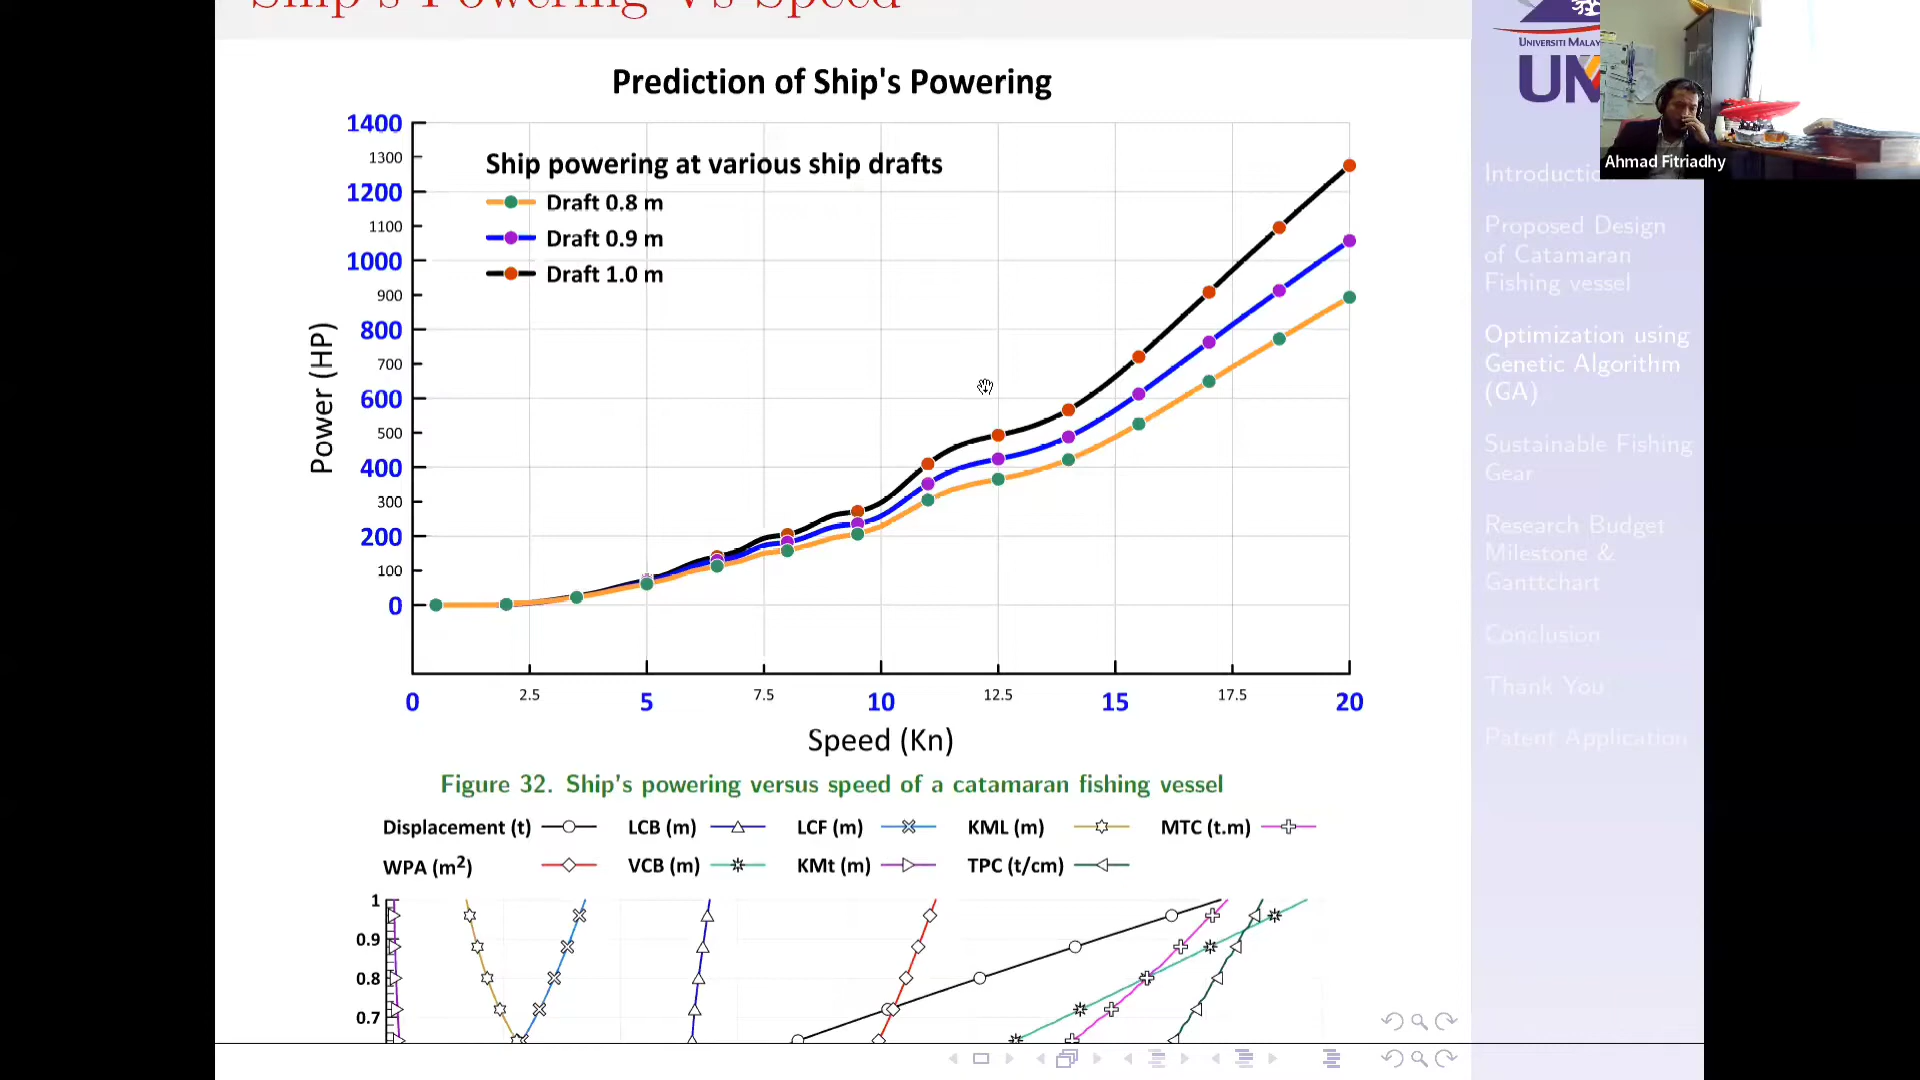 Ship's Powering Vs Speed
Prediction of Ship's Powering
1400
1300
1200
1100
1000
900
800
700
600
500
400
300
200
100
0
Power (HP)
Ship powering at various ship drafts
Draft 0.8 m
Draft 0.9 m
Draft 1.0 m
0 2.5 5 7.5 10 12.5 15 17.5 20
Speed (Kn)
Figure 32. Ship's powering versus speed of a catamaran fishing vessel
Displacement (t) LCB (m) LCF (m) KML (m) MTC (t.m)
WPA (m²) VCB (m) KMt (m) TPC (t/cm)
1
0.9
0.8
0.7
UNIVERSITI
Ahmad Fitriadhy
Proposed Design
of Catamaran
Fishing vessel
Optimization using
Genetic Algorithm
(GA)
Sustainable Fishing
Gear
Research Budget
Milestone &
Ganttchart
Conclusion
Thank You
Patent Application